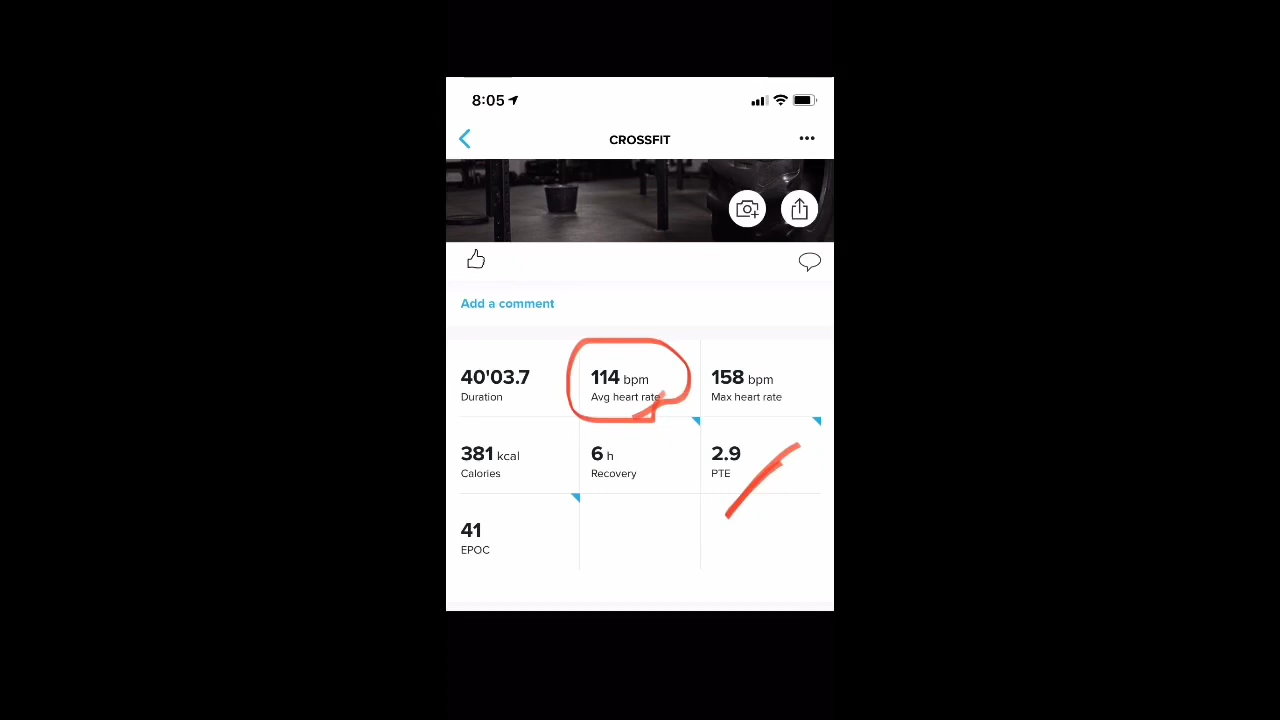 8:05
CROSSFIT
Add a comment
40'03.7
Duration
114 bpm
Avg heart rate
158 bpm
Max heart rate
381 kcal
Calories
6 h
Recovery
2.9
PTE
41
EPOC